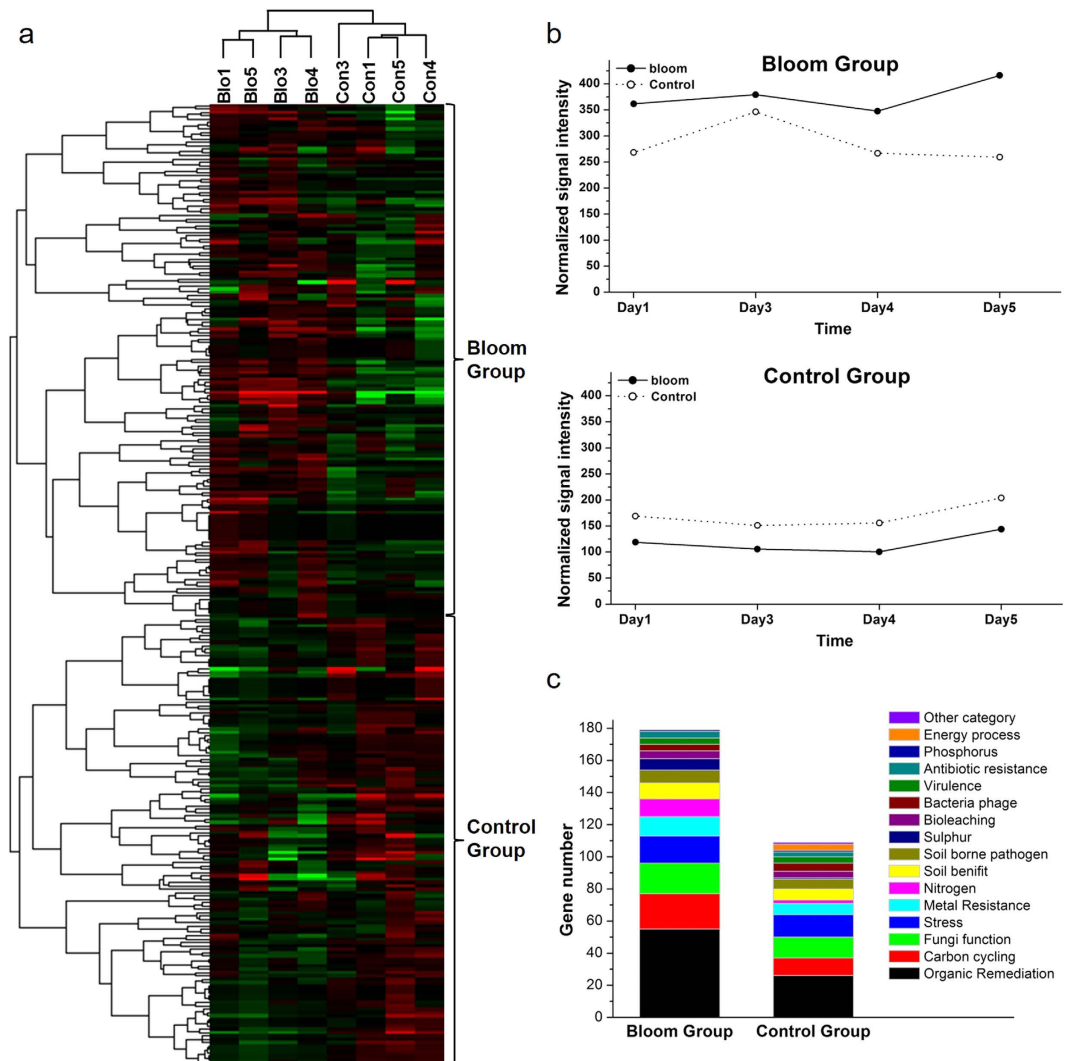 a
Blo1
Blo5
Blo3
Blo4
Con3
Con1
Con5
Con4
Bloom
Group
Control
Group
b
Bloom Group
bloom
Control
Normalized signal intensity
400
350
300
250
200
150
100
50
0
Day1 Day3 Day4 Day5
Time
Control Group
bloom
Control
Normalized signal intensity
400
350
300
250
200
150
100
50
0
Day1 Day3 Day4 Day5
Time
c
Gene number
180
160
140
120
100
80
60
40
20
0
Bloom Group Control Group
Other category
Energy process
Phosphorus
Antibiotic resistance
Virulence
Bacteria phage
Bioleaching
Sulphur
Soil borne pathogen
Soil benifit
Nitrogen
Metal Resistance
Stress
Fungi function
Carbon cycling
Organic Remediation